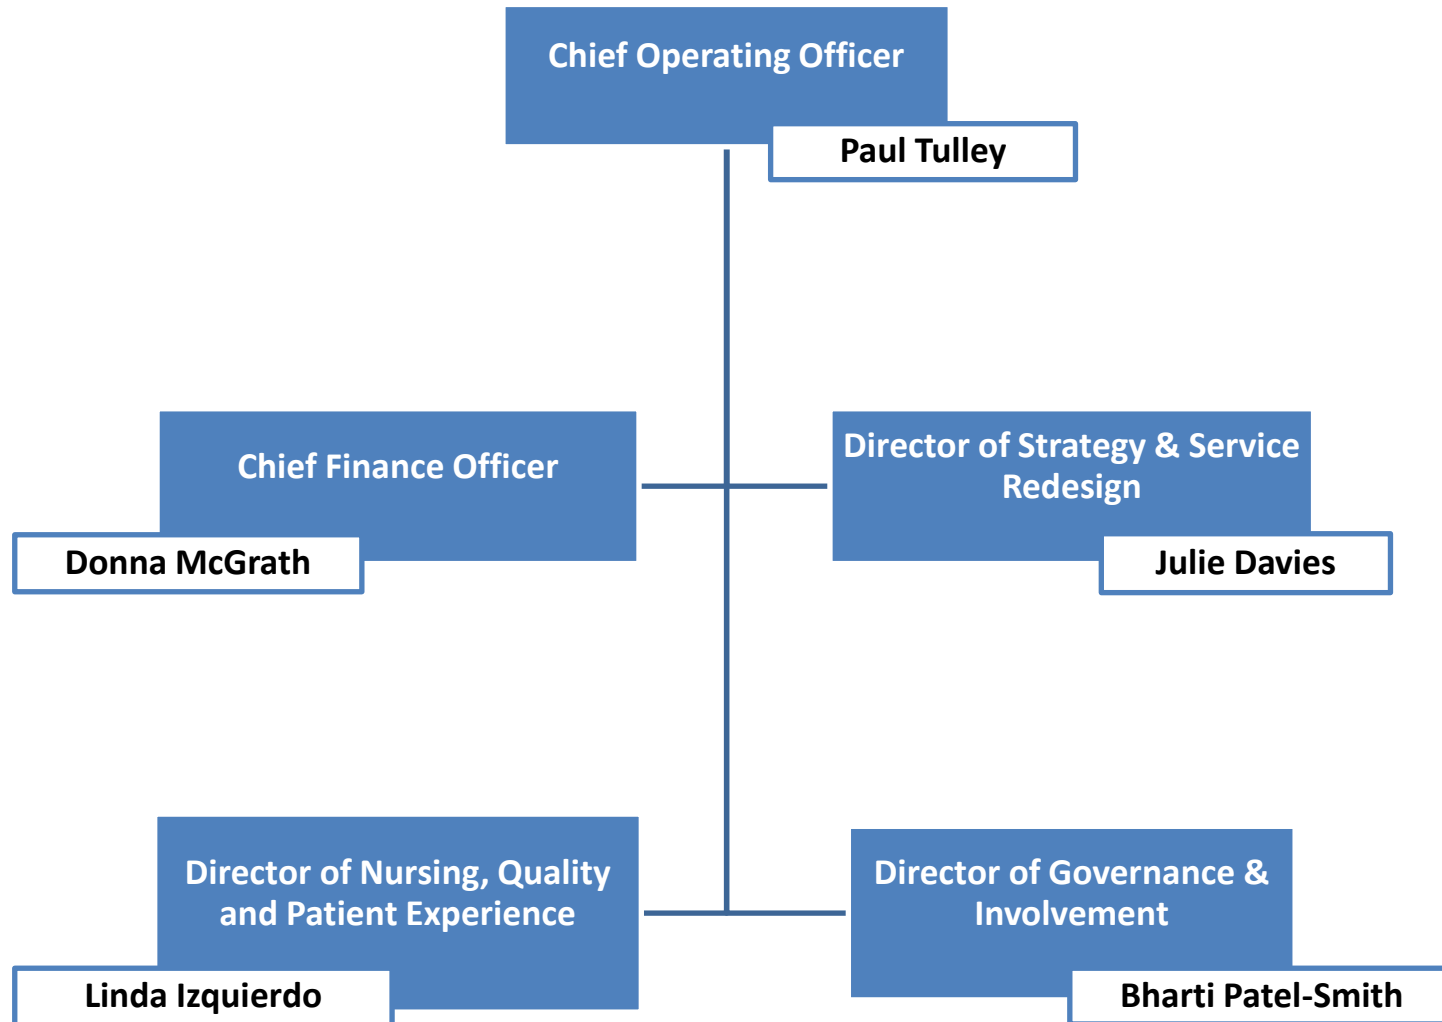 Chief Operating Officer
Paul Tulley
Chief Finance Officer
Donna McGrath
Director of Strategy & Service
Redesign
Julie Davies
Director of Nursing, Quality
and Patient Experience
Linda Izquierdo
Director of Governance &
Involvement
Bharti Patel-Smith